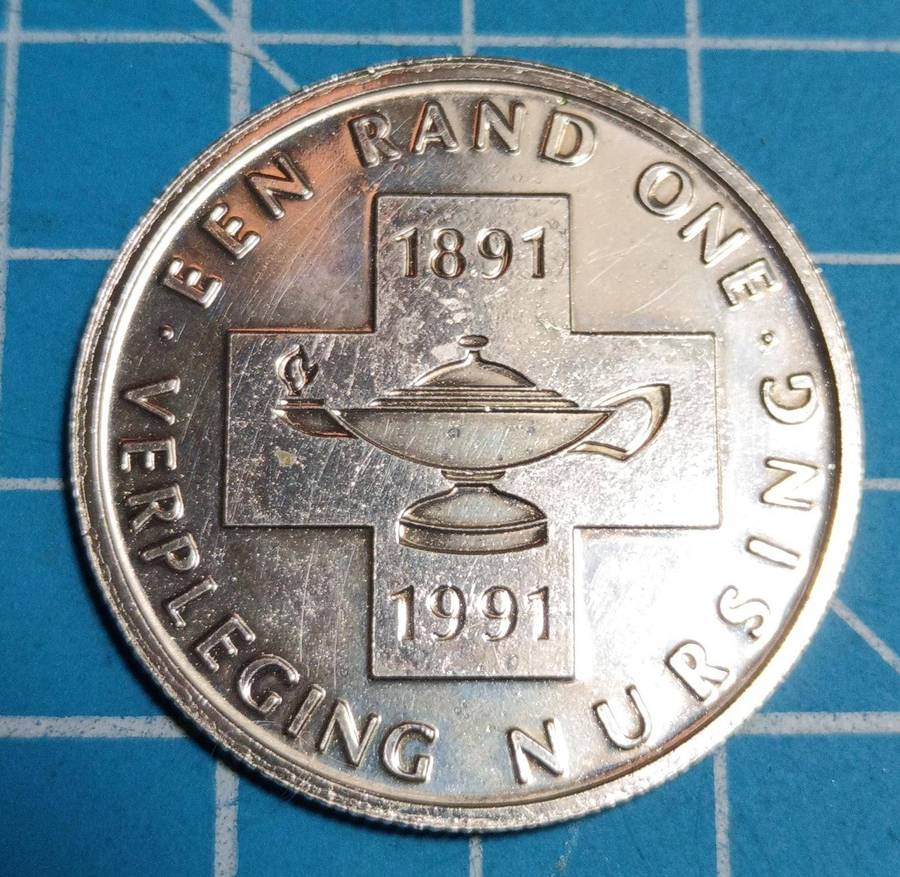 · EEN RAND ONE ·
1891
1991
VERPLEGING NURSING